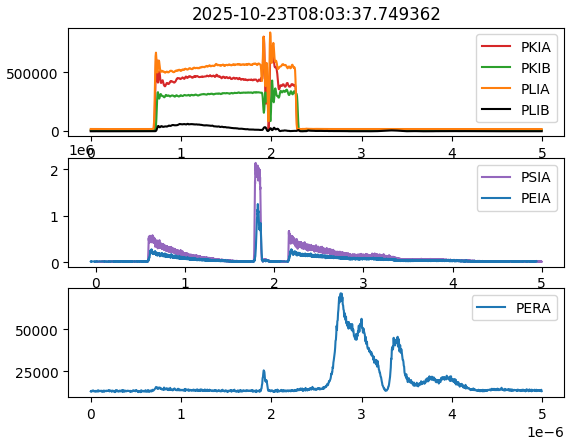 2025-10-23T08:03:37.749362
PKIA
PKIB
PLIA
PLIB
500000
0
0 1 2 3 4 5
1e6
PSIA
PEIA
2
1
0
0 1 2 3 4 5
PERA
50000
25000
0 1 2 3 4 5
1e−6